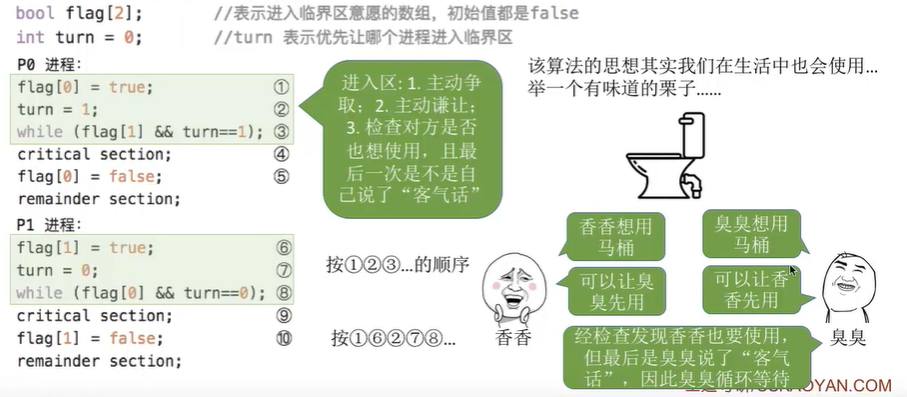 bool flag[2]; //表示进入临界区意愿的数组，初始值都是false
int turn = 0; //turn 表示优先让哪个进程进入临界区
P0 进程:
flag[0] = true; ①
turn = 1; ②
while (flag[1] && turn==1); ③
critical section; ④
flag[0] = false; ⑤
remainder section;
P1 进程:
flag[1] = true; ⑥
turn = 0; ⑦
while (flag[0] && turn==0); ⑧
critical section; ⑨
flag[1] = false; ⑩
remainder section;
进入区: 1. 主动争
取; 2. 主动谦让;
3. 检查对方是否
也想使用，且最
后一次是不是自
己说了“客气话”
该算法的思想其实我们在生活中也会使用...
举一个有味道的栗子......
按①②③...的顺序
按①⑥②⑦⑧...
香香想用
马桶
可以让臭
臭先用
臭臭想用
马桶
可以让香
香先用
香香
臭臭
经检查发现香香也要使用，
但最后是臭臭说了“客气
话”，因此臭臭循环等待
KAOYAN.COM